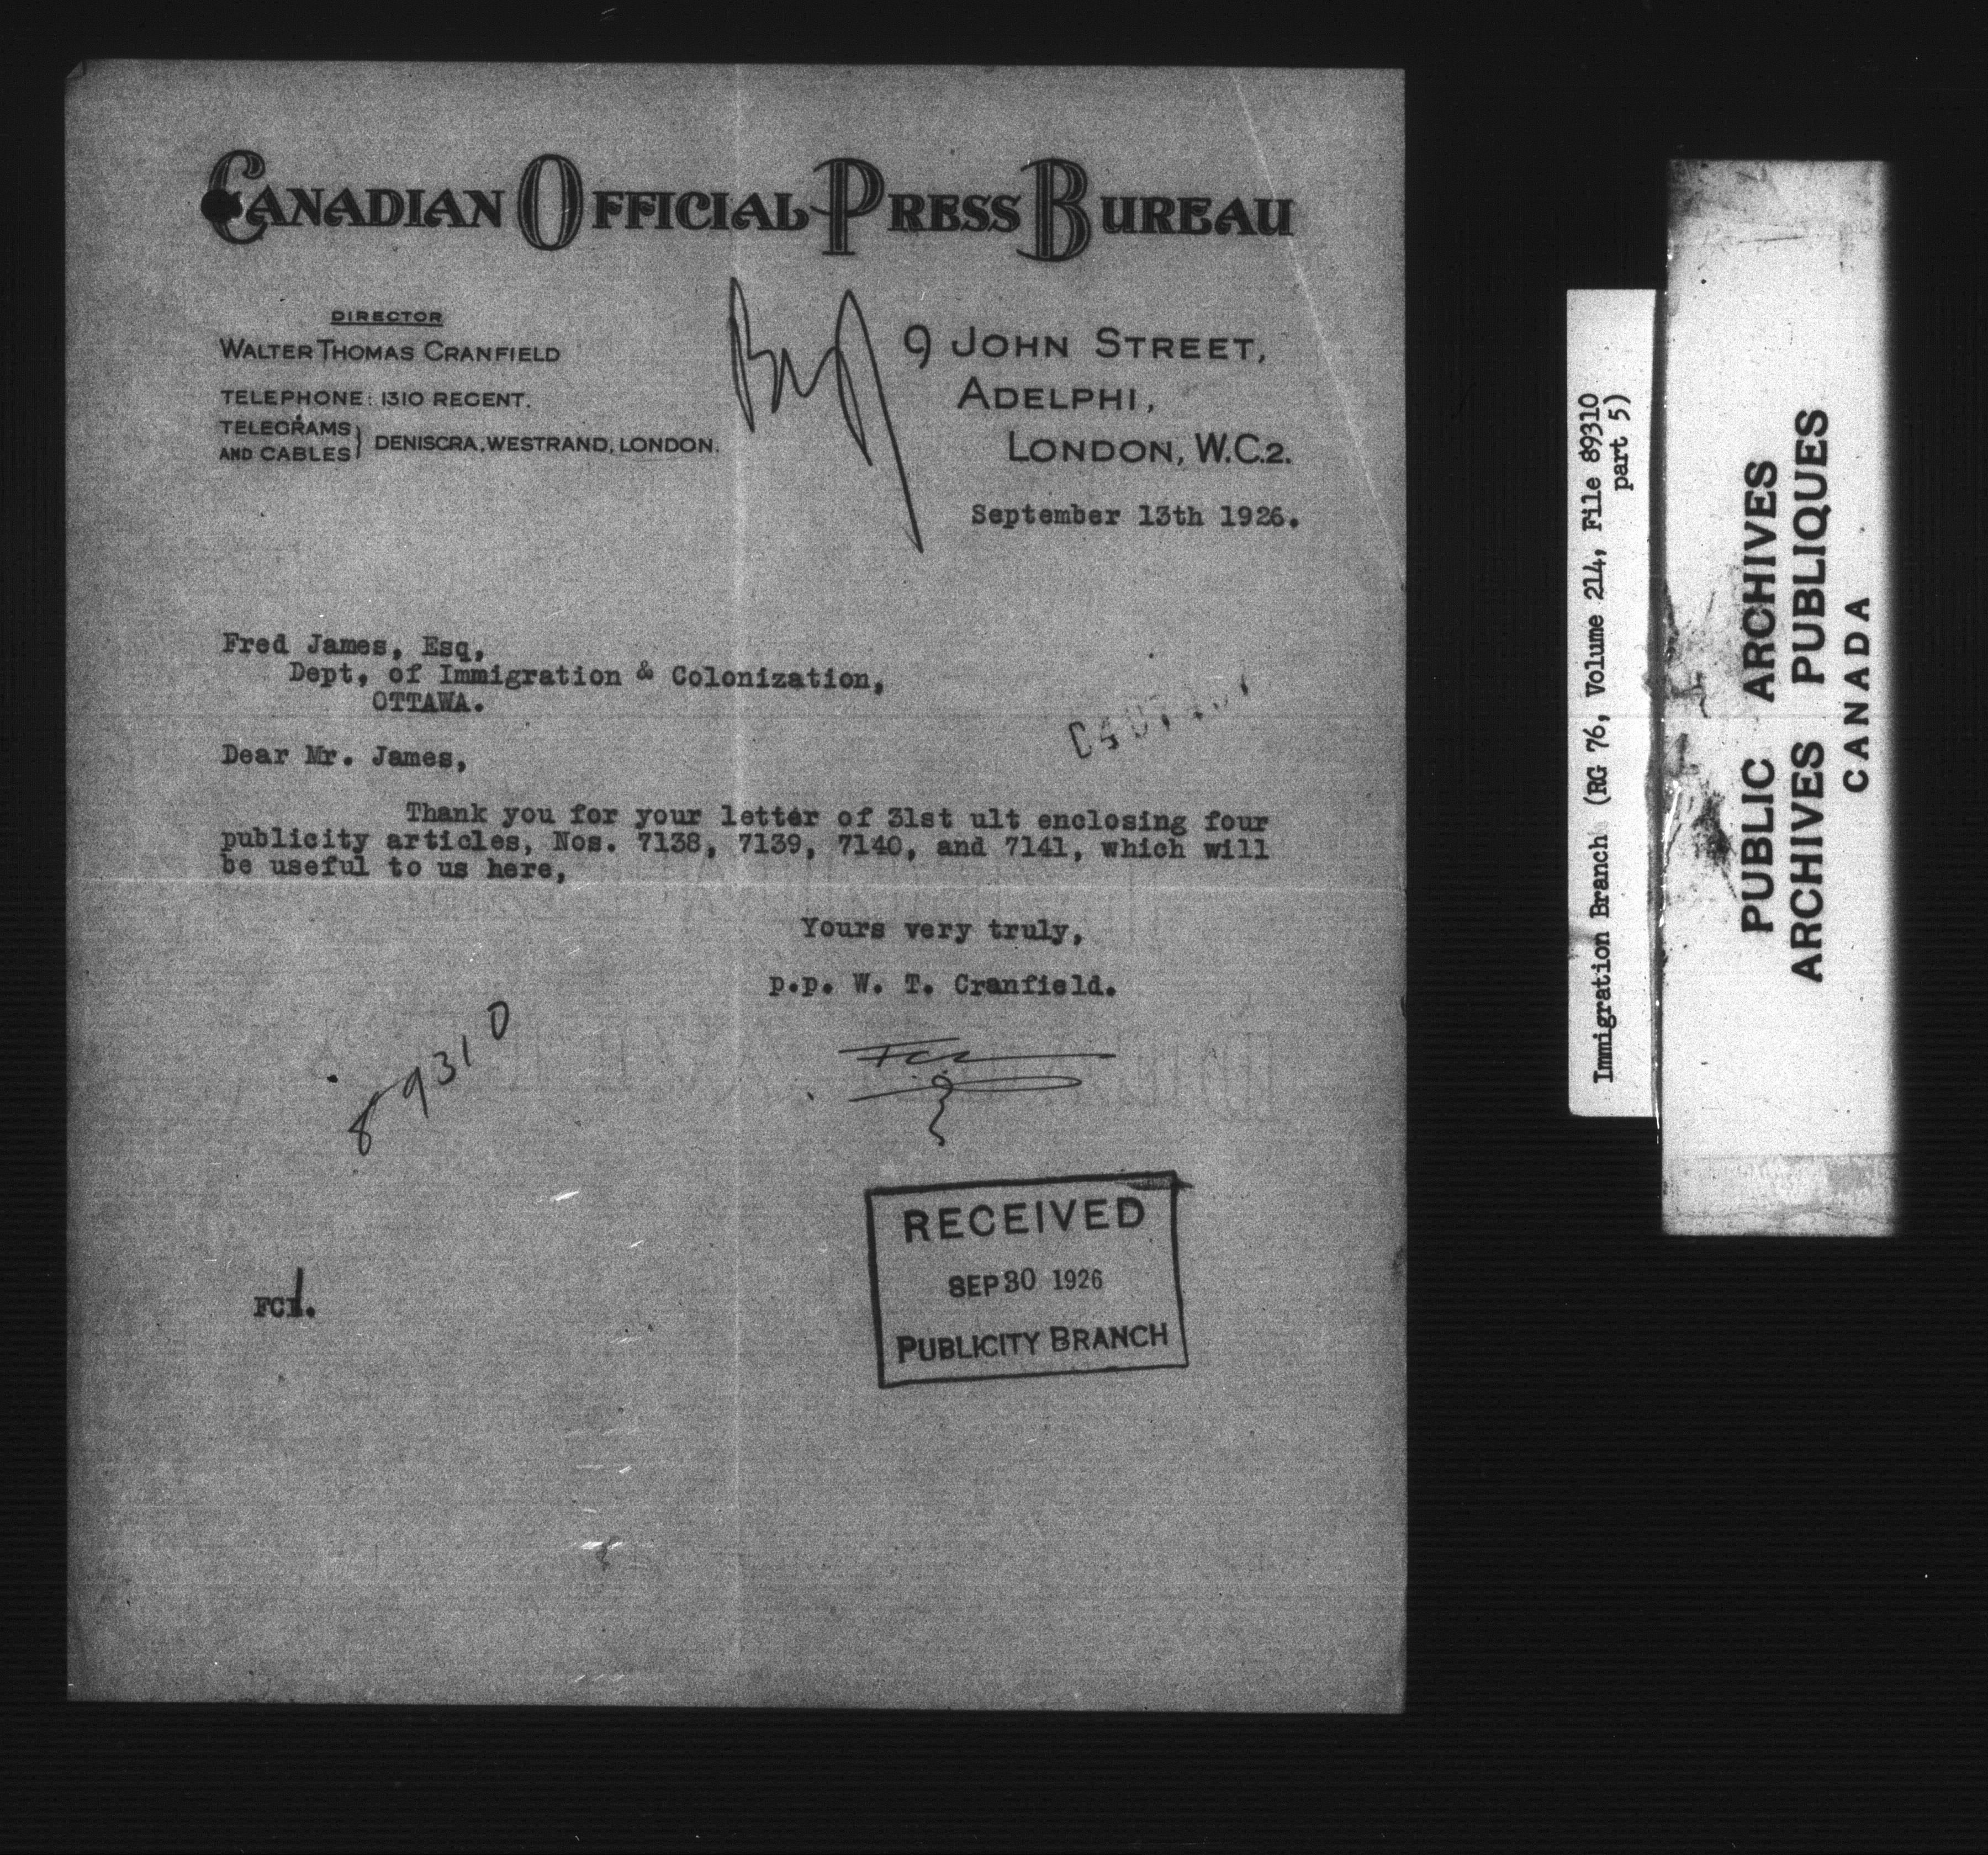 CANADIAN OFFICIAL PRESS BUREAU
DIRECTOR
WALTER THOMAS CRANFIELD
TELEPHONE: 1310 REGENT.
TELEGRAMS
AND CABLES } DENISCRA, WESTRAND, LONDON.
9 JOHN STREET,
ADELPHI,
LONDON, W.C.2.
September 13th 1926.
Fred James, Esq,
Dept, of Immigration & Colonization,
OTTAWA.
Dear Mr. James,
Thank you for your letter of 31st ult enclosing four
publicity articles, Nos. 7138, 7139, 7140, and 7141, which will
be useful to us here,
Yours very truly,
p.p. W. T. Cranfield.
89310
RECEIVED
SEP 30 1926
PUBLICITY BRANCH
Immigration Branch (RG 76, Volume 214, File 89310
part 5)
PUBLIC ARCHIVES
ARCHIVES PUBLIQUES
CANADA